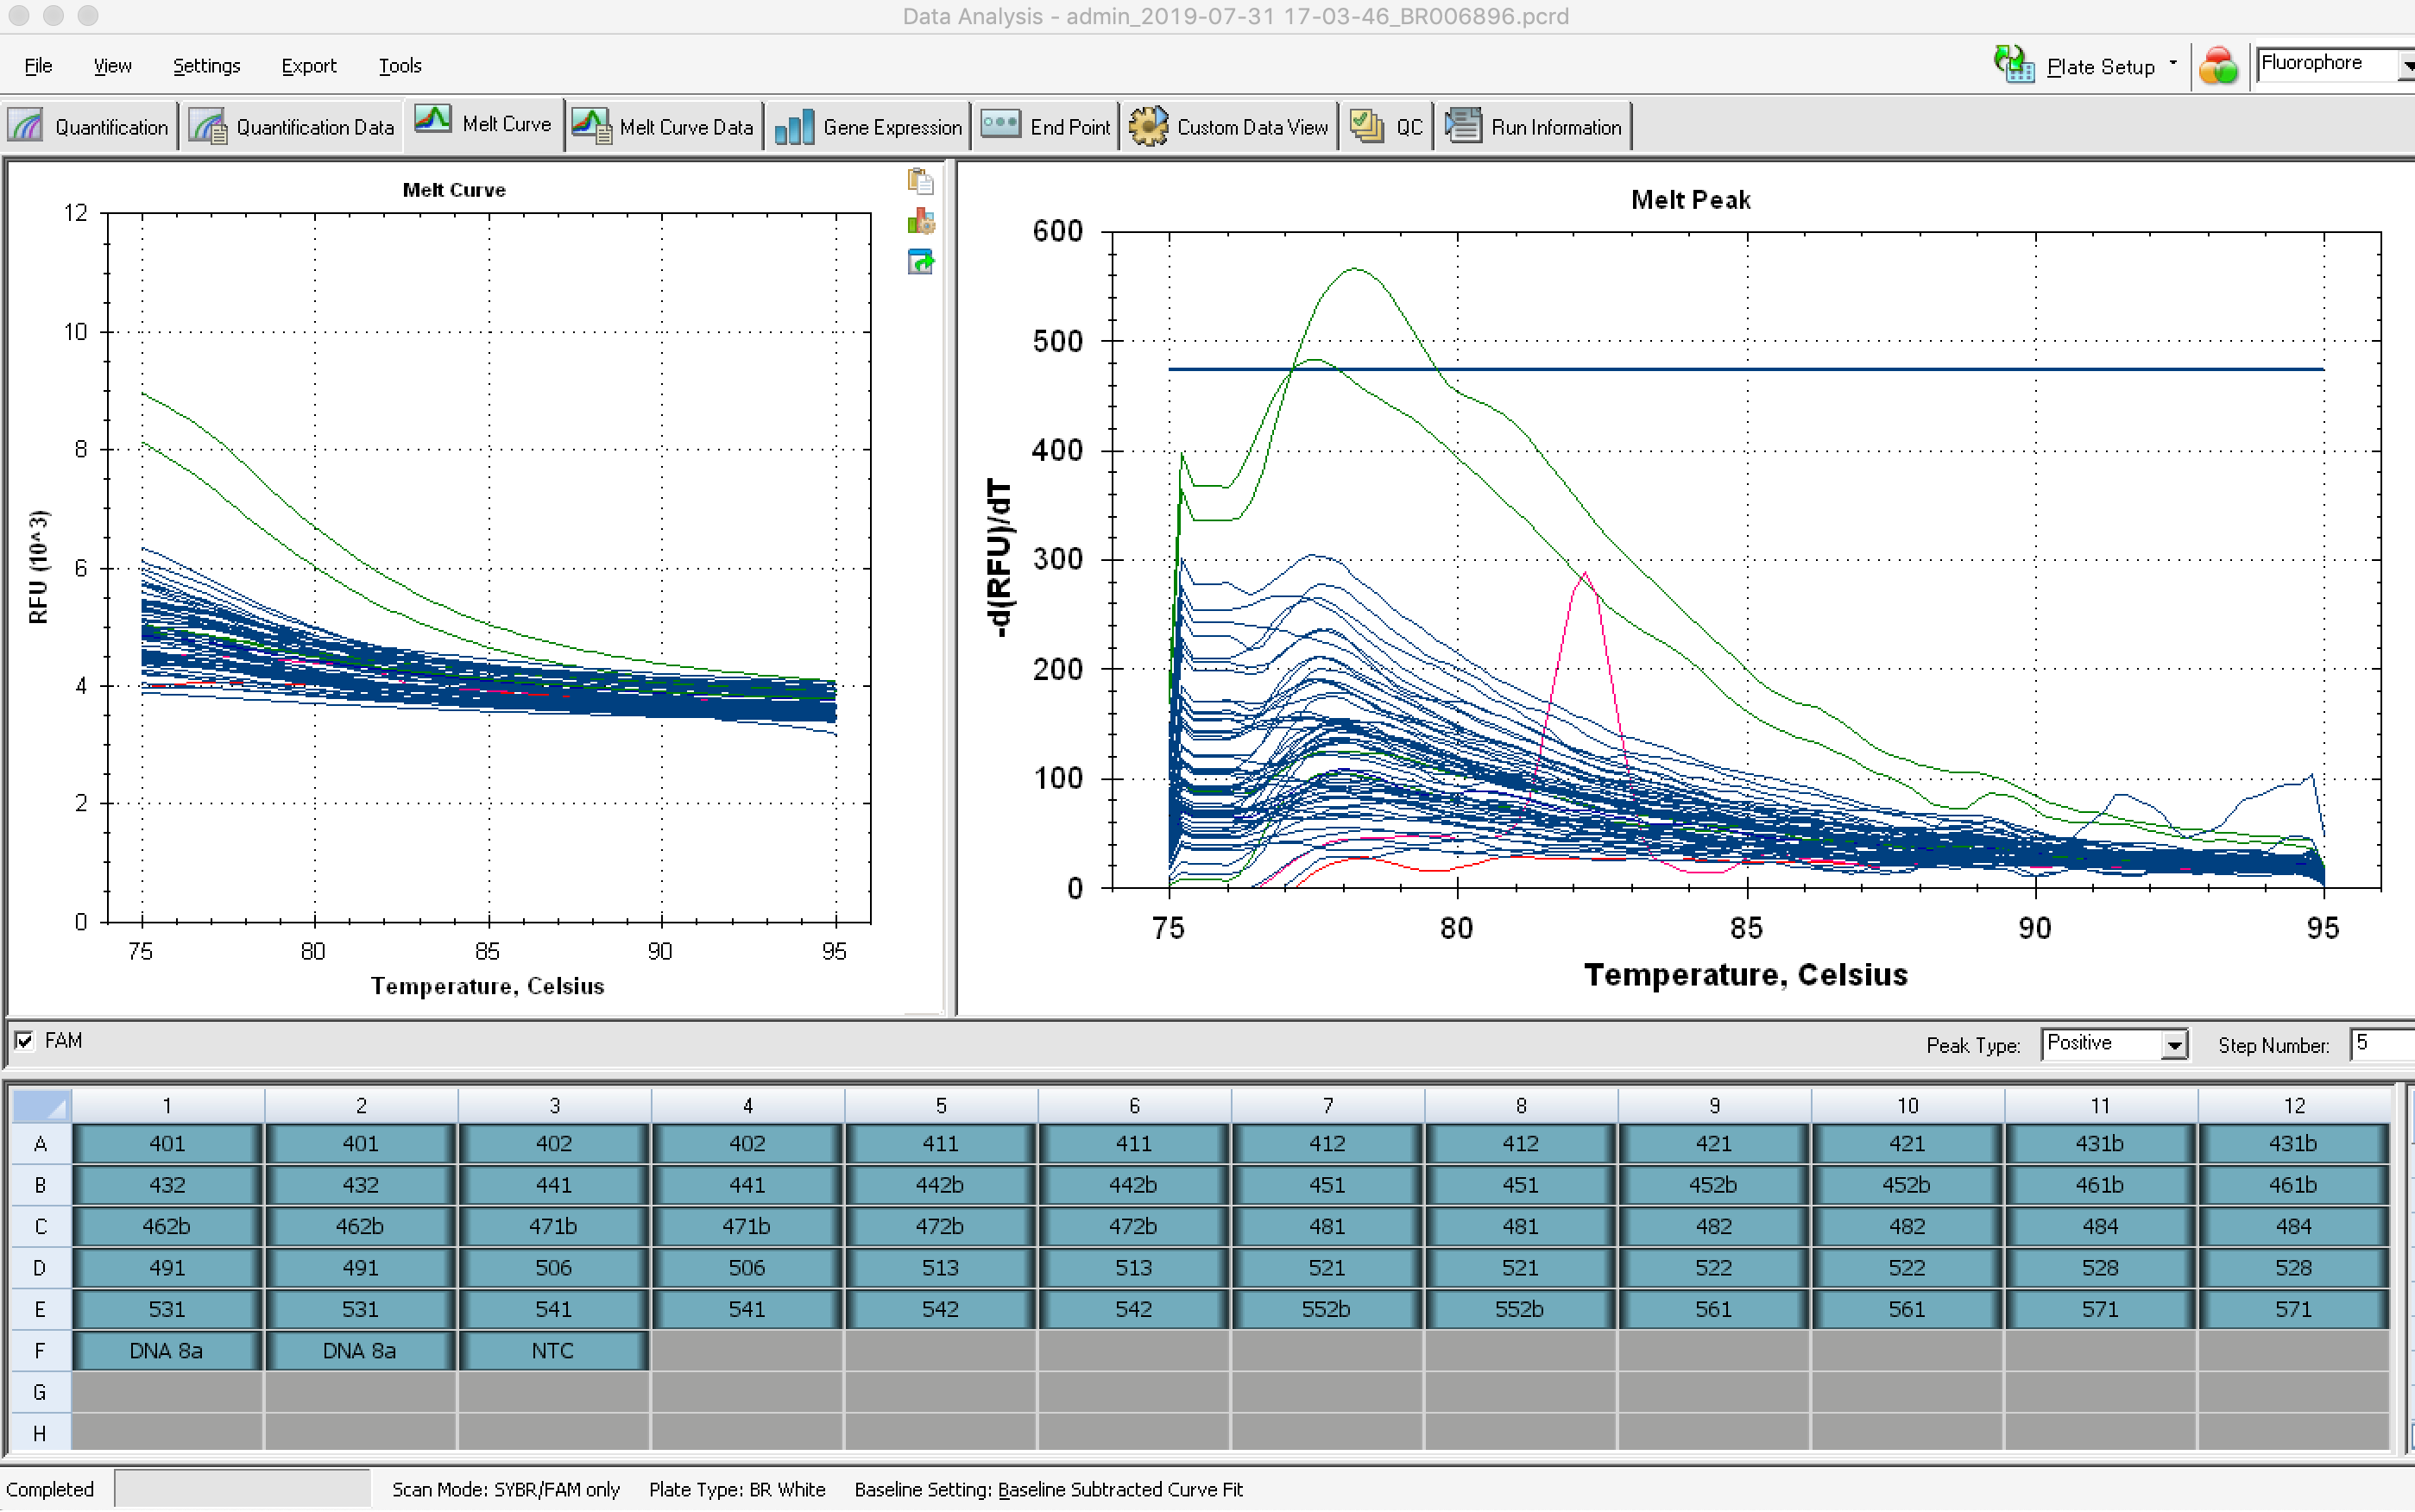 Data Analysis - admin_2019-07-31 17-03-46_BR006896.pcrd
File View Settings Export Tools Plate Setup Fluorophore
Quantification Quantification Data Melt Curve Melt Curve Data Gene Expression End Point Custom Data View QC Run Information
Melt Curve
12
10
8
6
4
2
0
RFU (10^3)
75 80 85 90 95
Temperature, Celsius
Melt Peak
600
500
400
300
200
100
0
-d(RFU)/dT
75 80 85 90 95
Temperature, Celsius
FAM Peak Type: Positive Step Number: 5
1 2 3 4 5 6 7 8 9 10 11 12
A 401 401 402 402 411 411 412 412 421 421 431b 431b
B 432 432 441 441 442b 442b 451 451 452b 452b 461b 461b
C 462b 462b 471b 471b 472b 472b 481 481 482 482 484 484
D 491 491 506 506 513 513 521 521 522 522 528 528
E 531 531 541 541 542 542 552b 552b 561 561 571 571
F DNA 8a DNA 8a NTC
G
H
Completed Scan Mode: SYBR/FAM only Plate Type: BR White Baseline Setting: Baseline Subtracted Curve Fit